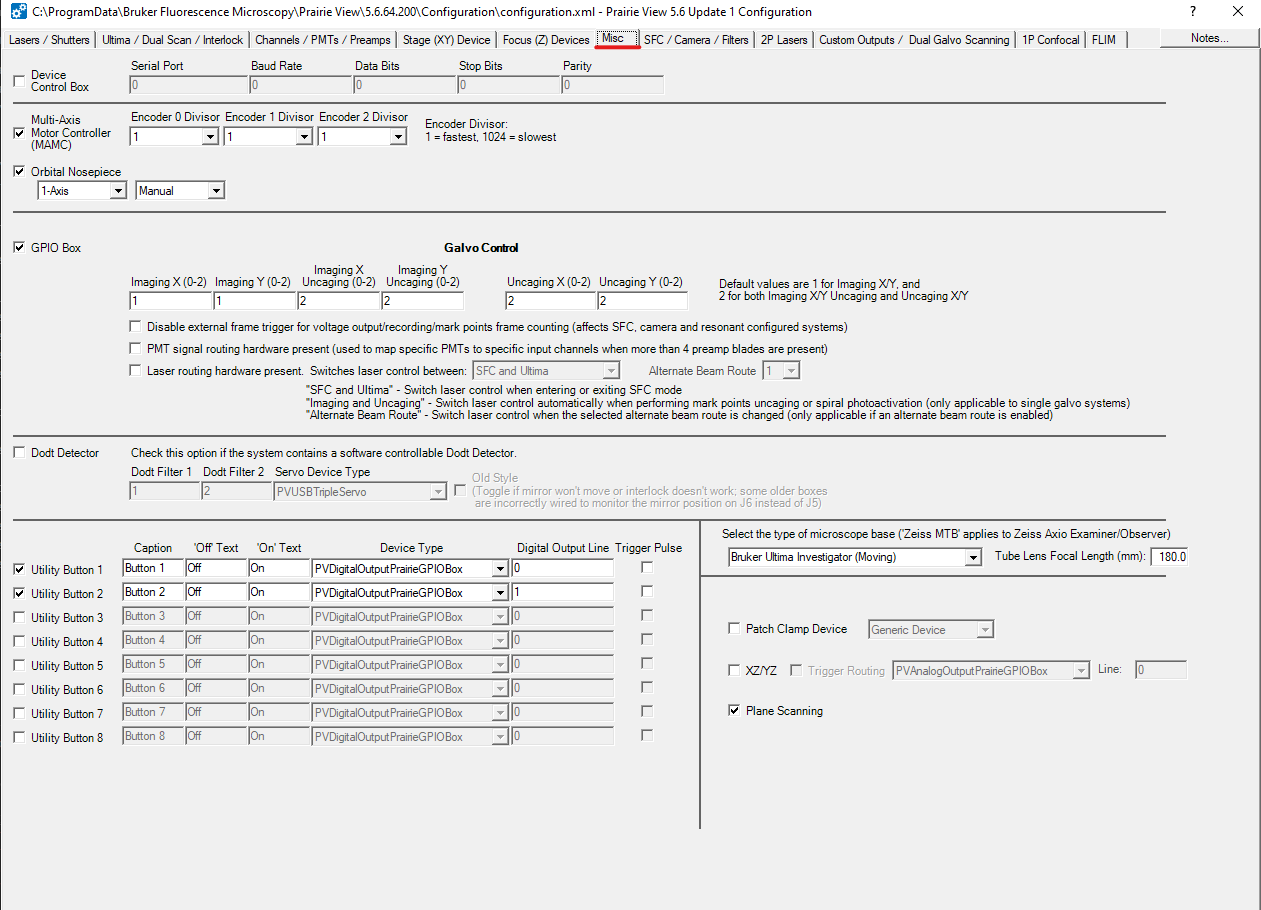 C:\ProgramData\Bruker Fluorescence Microscopy\Prairie View\5.6.64.200\Configuration\configuration.xml - Prairie View 5.6 Update 1 Configuration
Lasers / Shutters Ultima / Dual Scan / Interlock Channels / PMTs / Preamps Stage (XY) Device Focus (Z) Devices Misc SFC / Camera / Filters 2P Lasers Custom Outputs / Dual Galvo Scanning 1P Confocal FLIM Notes...
Serial Port Baud Rate Data Bits Stop Bits Parity
Device
Control Box
0 0 0 0 0
Multi-Axis
Motor Controller
(MAMC)
Encoder 0 Divisor Encoder 1 Divisor Encoder 2 Divisor
1 1 1
Encoder Divisor:
1 = fastest, 1024 = slowest
Orbital Nosepiece
1-Axis Manual
GPIO Box
Galvo Control
Imaging X (0-2) Imaging Y (0-2) Imaging X Uncaging (0-2) Imaging Y Uncaging (0-2) Uncaging X (0-2) Uncaging Y (0-2)
1 1 2 2 2 2
Default values are 1 for Imaging X/Y, and
2 for both Imaging X/Y Uncaging and Uncaging X/Y
Disable external frame trigger for voltage output/recording/mark points frame counting (affects SFC, camera and resonant configured systems)
PMT signal routing hardware present (used to map specific PMTs to specific input channels when more than 4 preamp blades are present)
Laser routing hardware present. Switches laser control between: SFC and Ultima Alternate Beam Route 1
"SFC and Ultima" - Switch laser control when entering or exiting SFC mode
"Imaging and Uncaging" - Switch laser control automatically when performing mark points uncaging or spiral photoactivation (only applicable to single galvo systems)
"Alternate Beam Route" - Switch laser control when the selected alternate beam route is changed (only applicable if an alternate beam route is enabled)
Dodt Detector Check this option if the system contains a software controllable Dodt Detector.
Dodt Filter 1 Dodt Filter 2 Servo Device Type
1 2 PVUSBTripleServo
Old Style
(Toggle if mirror won't move or interlock doesn't work; some older boxes
are incorrectly wired to monitor the mirror position on J6 instead of J5)
Caption 'Off' Text 'On' Text Device Type Digital Output Line Trigger Pulse
Utility Button 1 Button 1 Off On PVDigitalOutputPrairieGPIOBox 0
Utility Button 2 Button 2 Off On PVDigitalOutputPrairieGPIOBox 1
Utility Button 3 Button 3 Off On PVDigitalOutputPrairieGPIOBox 0
Utility Button 4 Button 4 Off On PVDigitalOutputPrairieGPIOBox 0
Utility Button 5 Button 5 Off On PVDigitalOutputPrairieGPIOBox 0
Utility Button 6 Button 6 Off On PVDigitalOutputPrairieGPIOBox 0
Utility Button 7 Button 7 Off On PVDigitalOutputPrairieGPIOBox 0
Utility Button 8 Button 8 Off On PVDigitalOutputPrairieGPIOBox 0
Select the type of microscope base ('Zeiss MTB' applies to Zeiss Axio Examiner/Observer)
Bruker Ultima Investigator (Moving) Tube Lens Focal Length (mm): 180.0
Patch Clamp Device Generic Device
XZ/YZ Trigger Routing PVAnalogOutputPrairieGPIOBox Line: 0
Plane Scanning